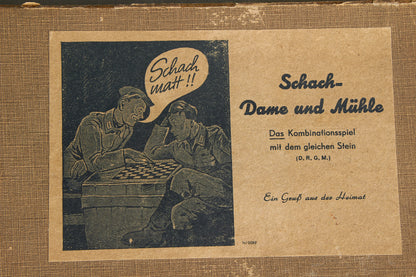 Schach
matt!!
Schach-
Dame und Mühle
Das Kombinationsspiel
mit dem gleichen Stein
(D. R. G. M.)
Ein Gruß aus der Heimat